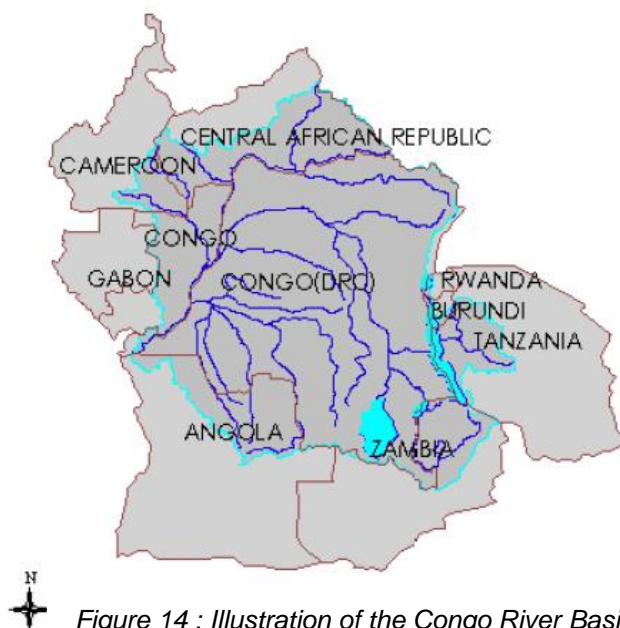 CENTRAL AFRICAN REPUBLIC
CAMEROON
CONGO
GABON
CONGO(DRC)
RWANDA
BURUNDI
TANZANIA
ANGOLA
ZAMBIA
N
Figure 14 : Illustration of the Congo River Basi